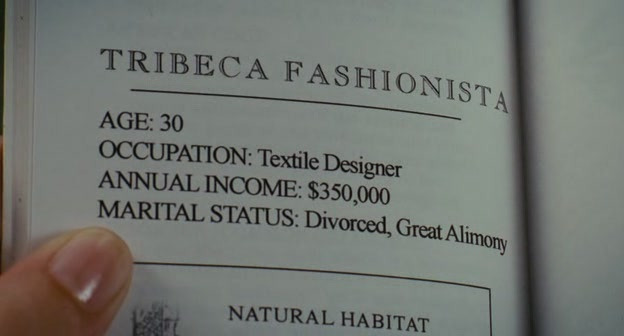 TRIBECA FASHIONISTA
AGE: 30
OCCUPATION: Textile Designer
ANNUAL INCOME: $350,000
MARITAL STATUS: Divorced, Great Alimony
NATURAL HABITAT